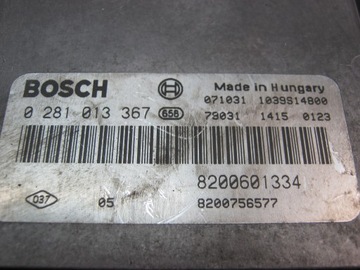 BOSCH Made in Hungary
071031 1039S14800
0 281 013 367 656 79031 1415 0123
8200601334
D37 05 8200756577